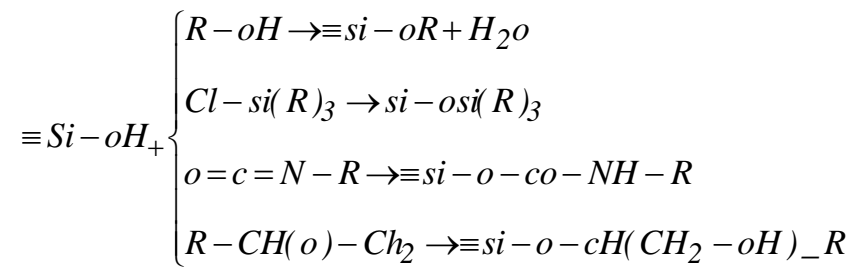 R – oH → ≡si – oR + H₂o
Cl – si( R )₃ → si – osi( R )₃
≡Si – oH +
o = c = N – R → ≡si – o – co – NH – R
R – CH( o ) – Ch₂ → ≡si – o – cH( CH₂ – oH )_R